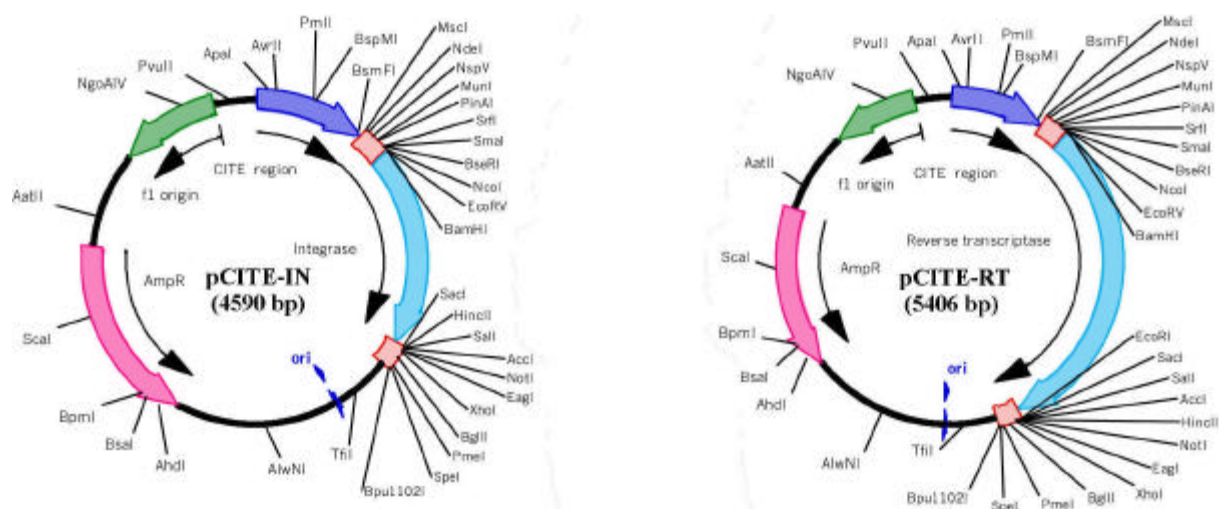 PmlI
AvrII
ApaI
BspMI
PvuII
BsmFI
NgoAIV
MscI
NdeI
NspV
MunI
PinAI
SrfI
SmaI
BseRI
NcoI
EcoRV
BamHI
CITE region
f1 origin
AatII
Integrase
AmpR
pCITE-IN
(4590 bp)
SacI
HincII
SalI
AccI
NotI
EagI
XhoI
BglII
PmeI
SpeI
Bpu1102I
ScaI
ori
BpmI
BsaI
AhdI
AlwNI
TfiI
PmlI
AvrII
ApaI
BspMI
PvuII
BsmFI
NgoAIV
MscI
NdeI
NspV
MunI
PinAI
SrfI
SmaI
BseRI
NcoI
EcoRV
BamHI
CITE region
f1 origin
AatII
Reverse transcriptase
ScaI
AmpR
pCITE-RT
(5406 bp)
EcoRI
SacI
SalI
AccI
HincII
NotI
EagI
XhoI
BglII
PmeI
SpeI
Bpu1102I
BpmI
BsaI
AhdI
ori
AlwNI
TfiI